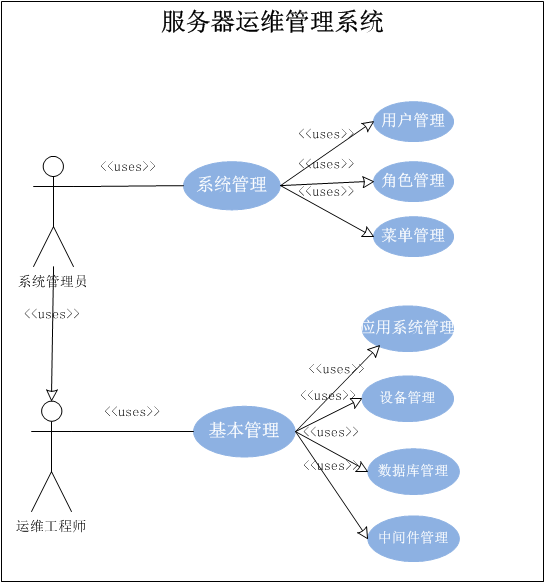 服务器运维管理系统
<<uses>>
用户管理
<<uses>>
<<uses>>
系统管理
角色管理
<<uses>>
菜单管理
系统管理员
<<uses>>
应用系统管理
<<uses>>
<<uses>>
设备管理
<<uses>>
基本管理
<<uses>>
<<uses>>
数据库管理
运维工程师
中间件管理